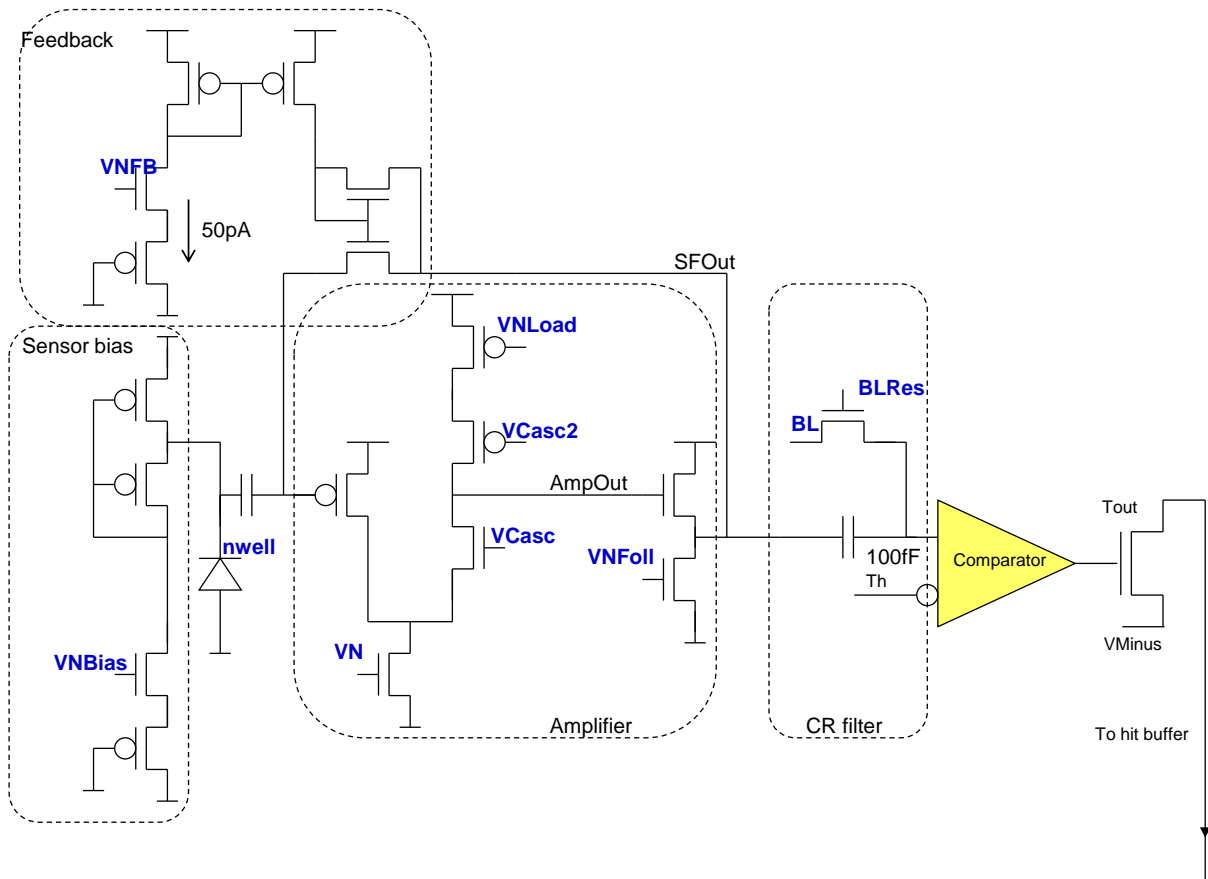 Feedback
VNFB
50pA
SFOut
Sensor bias
VNLoad
BLRes
BL
VCasc2
AmpOut
Tout
nwell
VCasc
VNFoll
100fF
Comparator
Th
VN
VMinus
VNBias
Amplifier
CR filter
To hit buffer